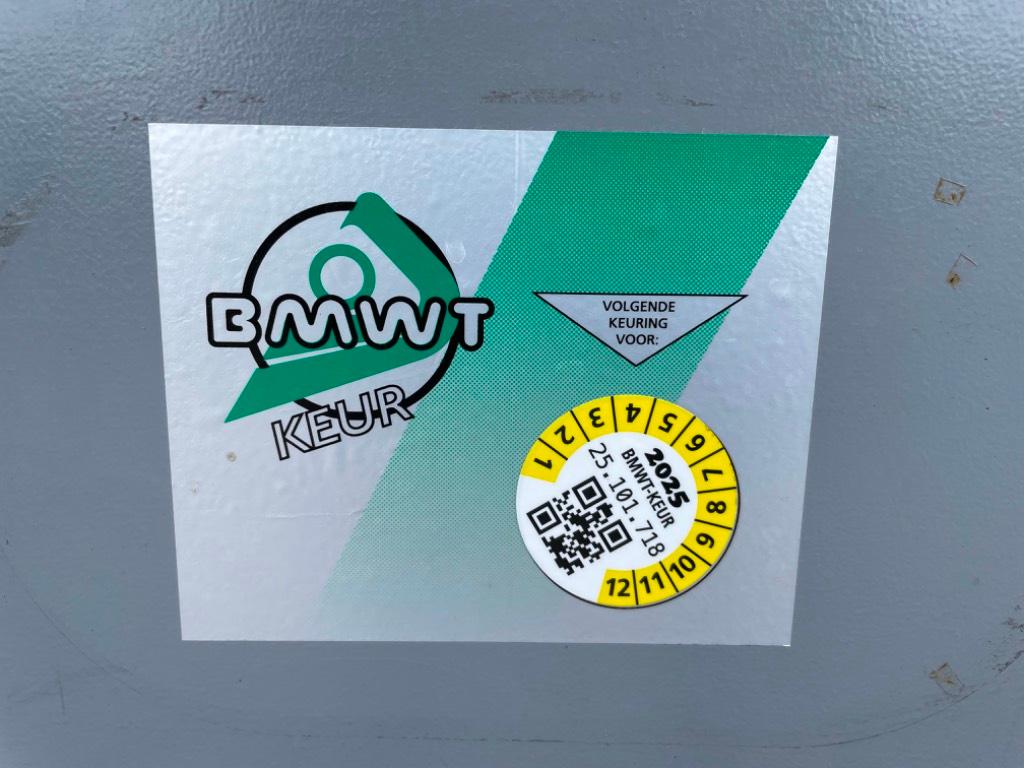 BMWT
KEUR
VOLGENDE
KEURING
VOOR:
1 2 3 4 5 6 7 8 9 10 11 12
2025
BMWT-KEUR
25.101.718